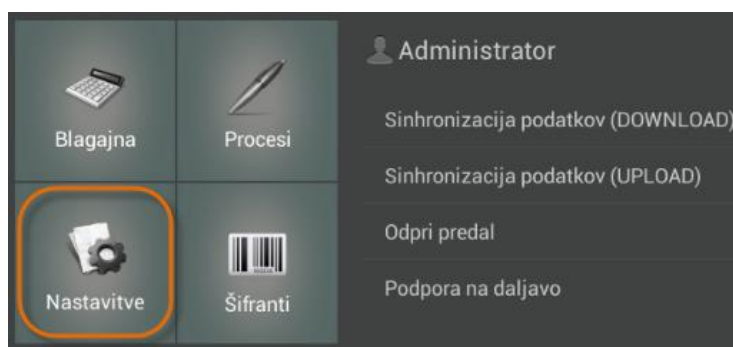 Blagajna
Procesi
Nastavitve
Šifranti
Administrator
Sinhronizacija podatkov (DOWNLOAD)
Sinhronizacija podatkov (UPLOAD)
Odpri predal
Podpora na daljavo